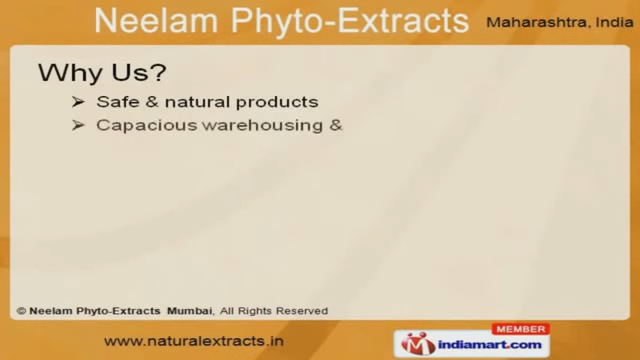 Neelam Phyto-Extracts
Maharashtra, India
Why Us?
➢ Safe & natural products
➢ Capacious warehousing &
© Neelam Phyto-Extracts Mumbai, All Rights Reserved
www.naturalextracts.in
MEMBER
indiamart.com